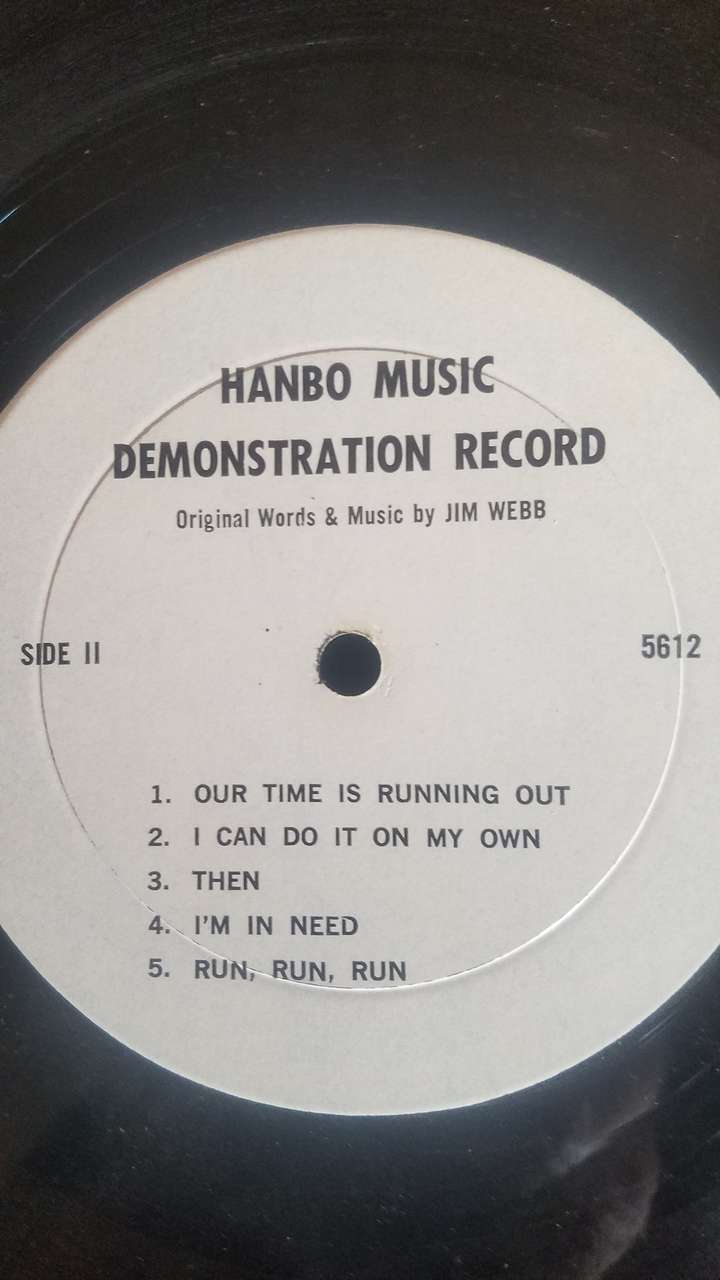 HANBO MUSIC
DEMONSTRATION RECORD
Original Words & Music by JIM WEBB
SIDE II
5612
1. OUR TIME IS RUNNING OUT
2. I CAN DO IT ON MY OWN
3. THEN
4. I'M IN NEED
5. RUN, RUN, RUN